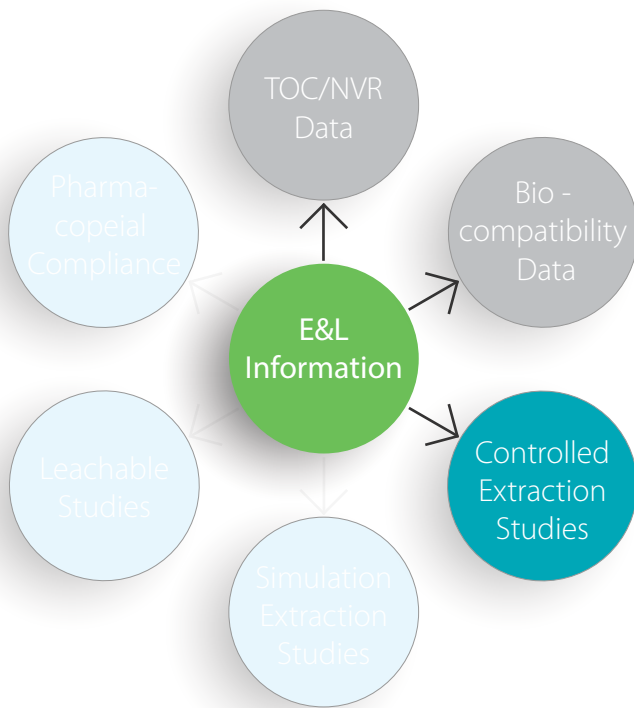 TOC/NVR
Data
Pharma-
copeial
Compliance
Bio -
compatibility
Data
E&L
Information
Leachable
Studies
Controlled
Extraction
Studies
Simulation
Extraction
Studies